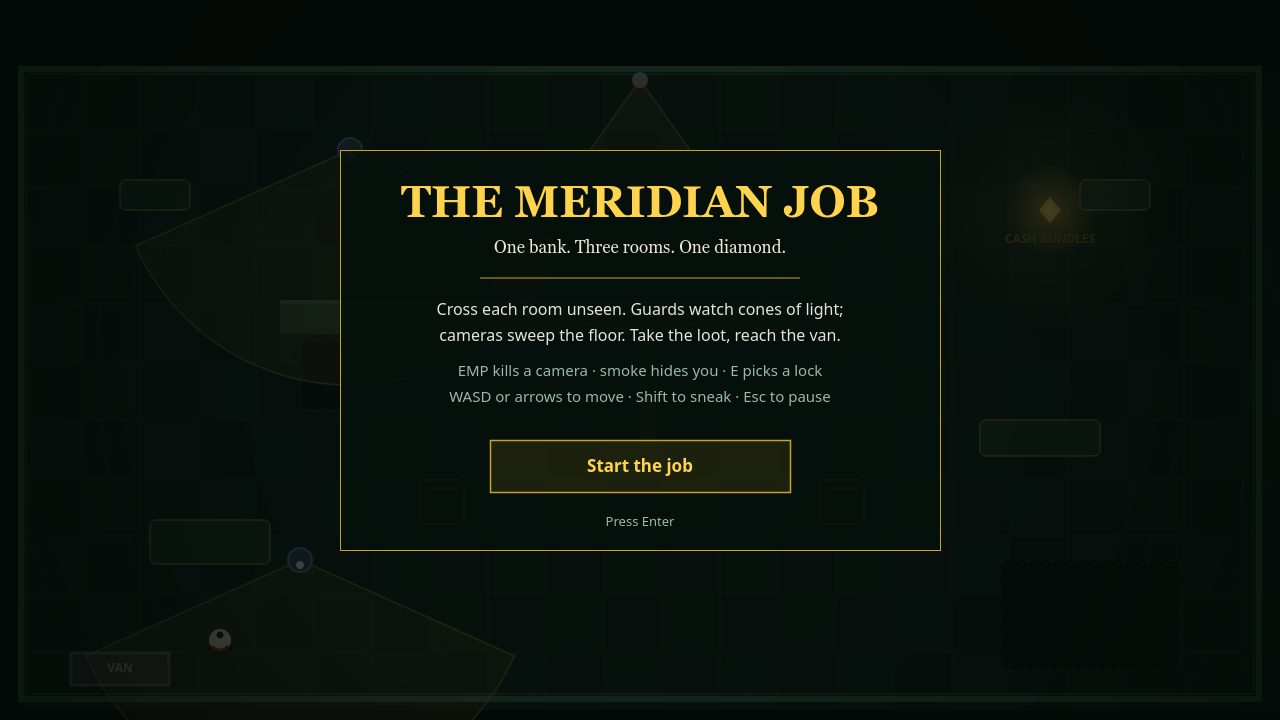 THE MERIDIAN JOB
One bank. Three rooms. One diamond.
Cross each room unseen. Guards watch cones of light;
cameras sweep the floor. Take the loot, reach the van.
EMP kills a camera · smoke hides you · E picks a lock
WASD or arrows to move · Shift to sneak · Esc to pause
Start the job
Press Enter
CASH BUNDLES
VAN